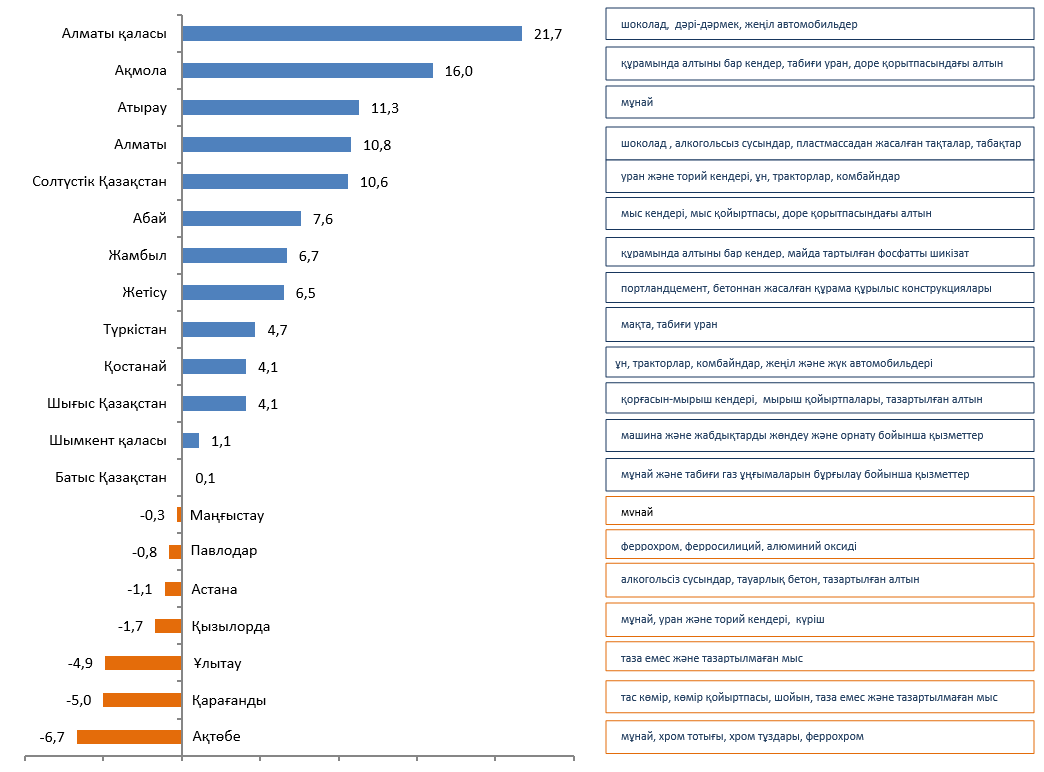 Алматы қаласы 21,7 шоколад, дәрі-дәрмек, жеңіл автомобильдер
Ақмола 16,0 құрамында алтыны бар кендер, табиғи уран, доре қорытпасындағы алтын
Атырау 11,3 мұнай
Алматы 10,8 шоколад , алкогольсыз сусындар, пластмассадан жасалған тақталар, табақтар
Солтүстік Қазақстан 10,6 уран және торий кендері, ұн, тракторлар, комбайндар
Абай 7,6 мыс кендері, мыс қойыртпасы, доре қорытпасындағы алтын
Жамбыл 6,7 құрамында алтыны бар кендер, майда тартылған фосфатты шикізат
Жетісу 6,5 портландцемент, бетоннан жасалған құрама құрылыс конструкциялары
Түркістан 4,7 мақта, табиғи уран
Қостанай 4,1 ұн, тракторлар, комбайндар, жеңіл және жүк автомобильдері
Шығыс Қазақстан 4,1 қорғасын-мырыш кендері, мырыш қойыртпалары, тазартылған алтын
Шымкент қаласы 1,1 машина және жабдықтарды жөндеу және орнату бойынша қызметтер
Батыс Қазақстан 0,1 мұнай және табиғи газ ұңғымаларын бұрғылау бойынша қызметтер
-0,3 Маңғыстау мұнай
-0,8 Павлодар феррохром, ферросилиций, алюминий оксиді
-1,1 Астана алкогольсіз сусындар, тауарлық бетон, тазартылған алтын
-1,7 Қызылорда мұнай, уран және торий кендері, күріш
-4,9 Ұлытау таза емес және тазартылмаған мыс
-5,0 Қарағанды тас көмір, көмір қойыртпасы, шойын, таза емес және тазартылмаған мыс
-6,7 Ақтөбе мұнай, хром тотығы, хром тұздары, феррохром